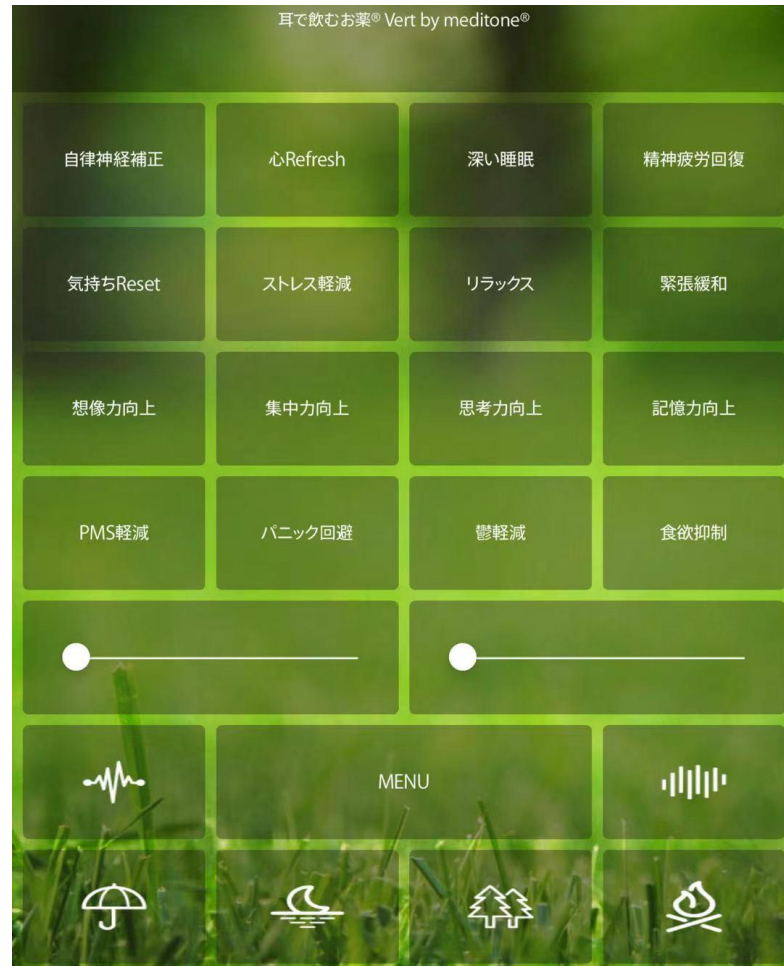 耳で飲むお薬® Vert by meditone®
自律神経補正
心Refresh
深い睡眠
精神疲労回復
気持ちReset
ストレス軽減
リラックス
緊張緩和
想像力向上
集中力向上
思考力向上
記憶力向上
PMS軽減
パニック回避
鬱軽減
食欲抑制
MENU